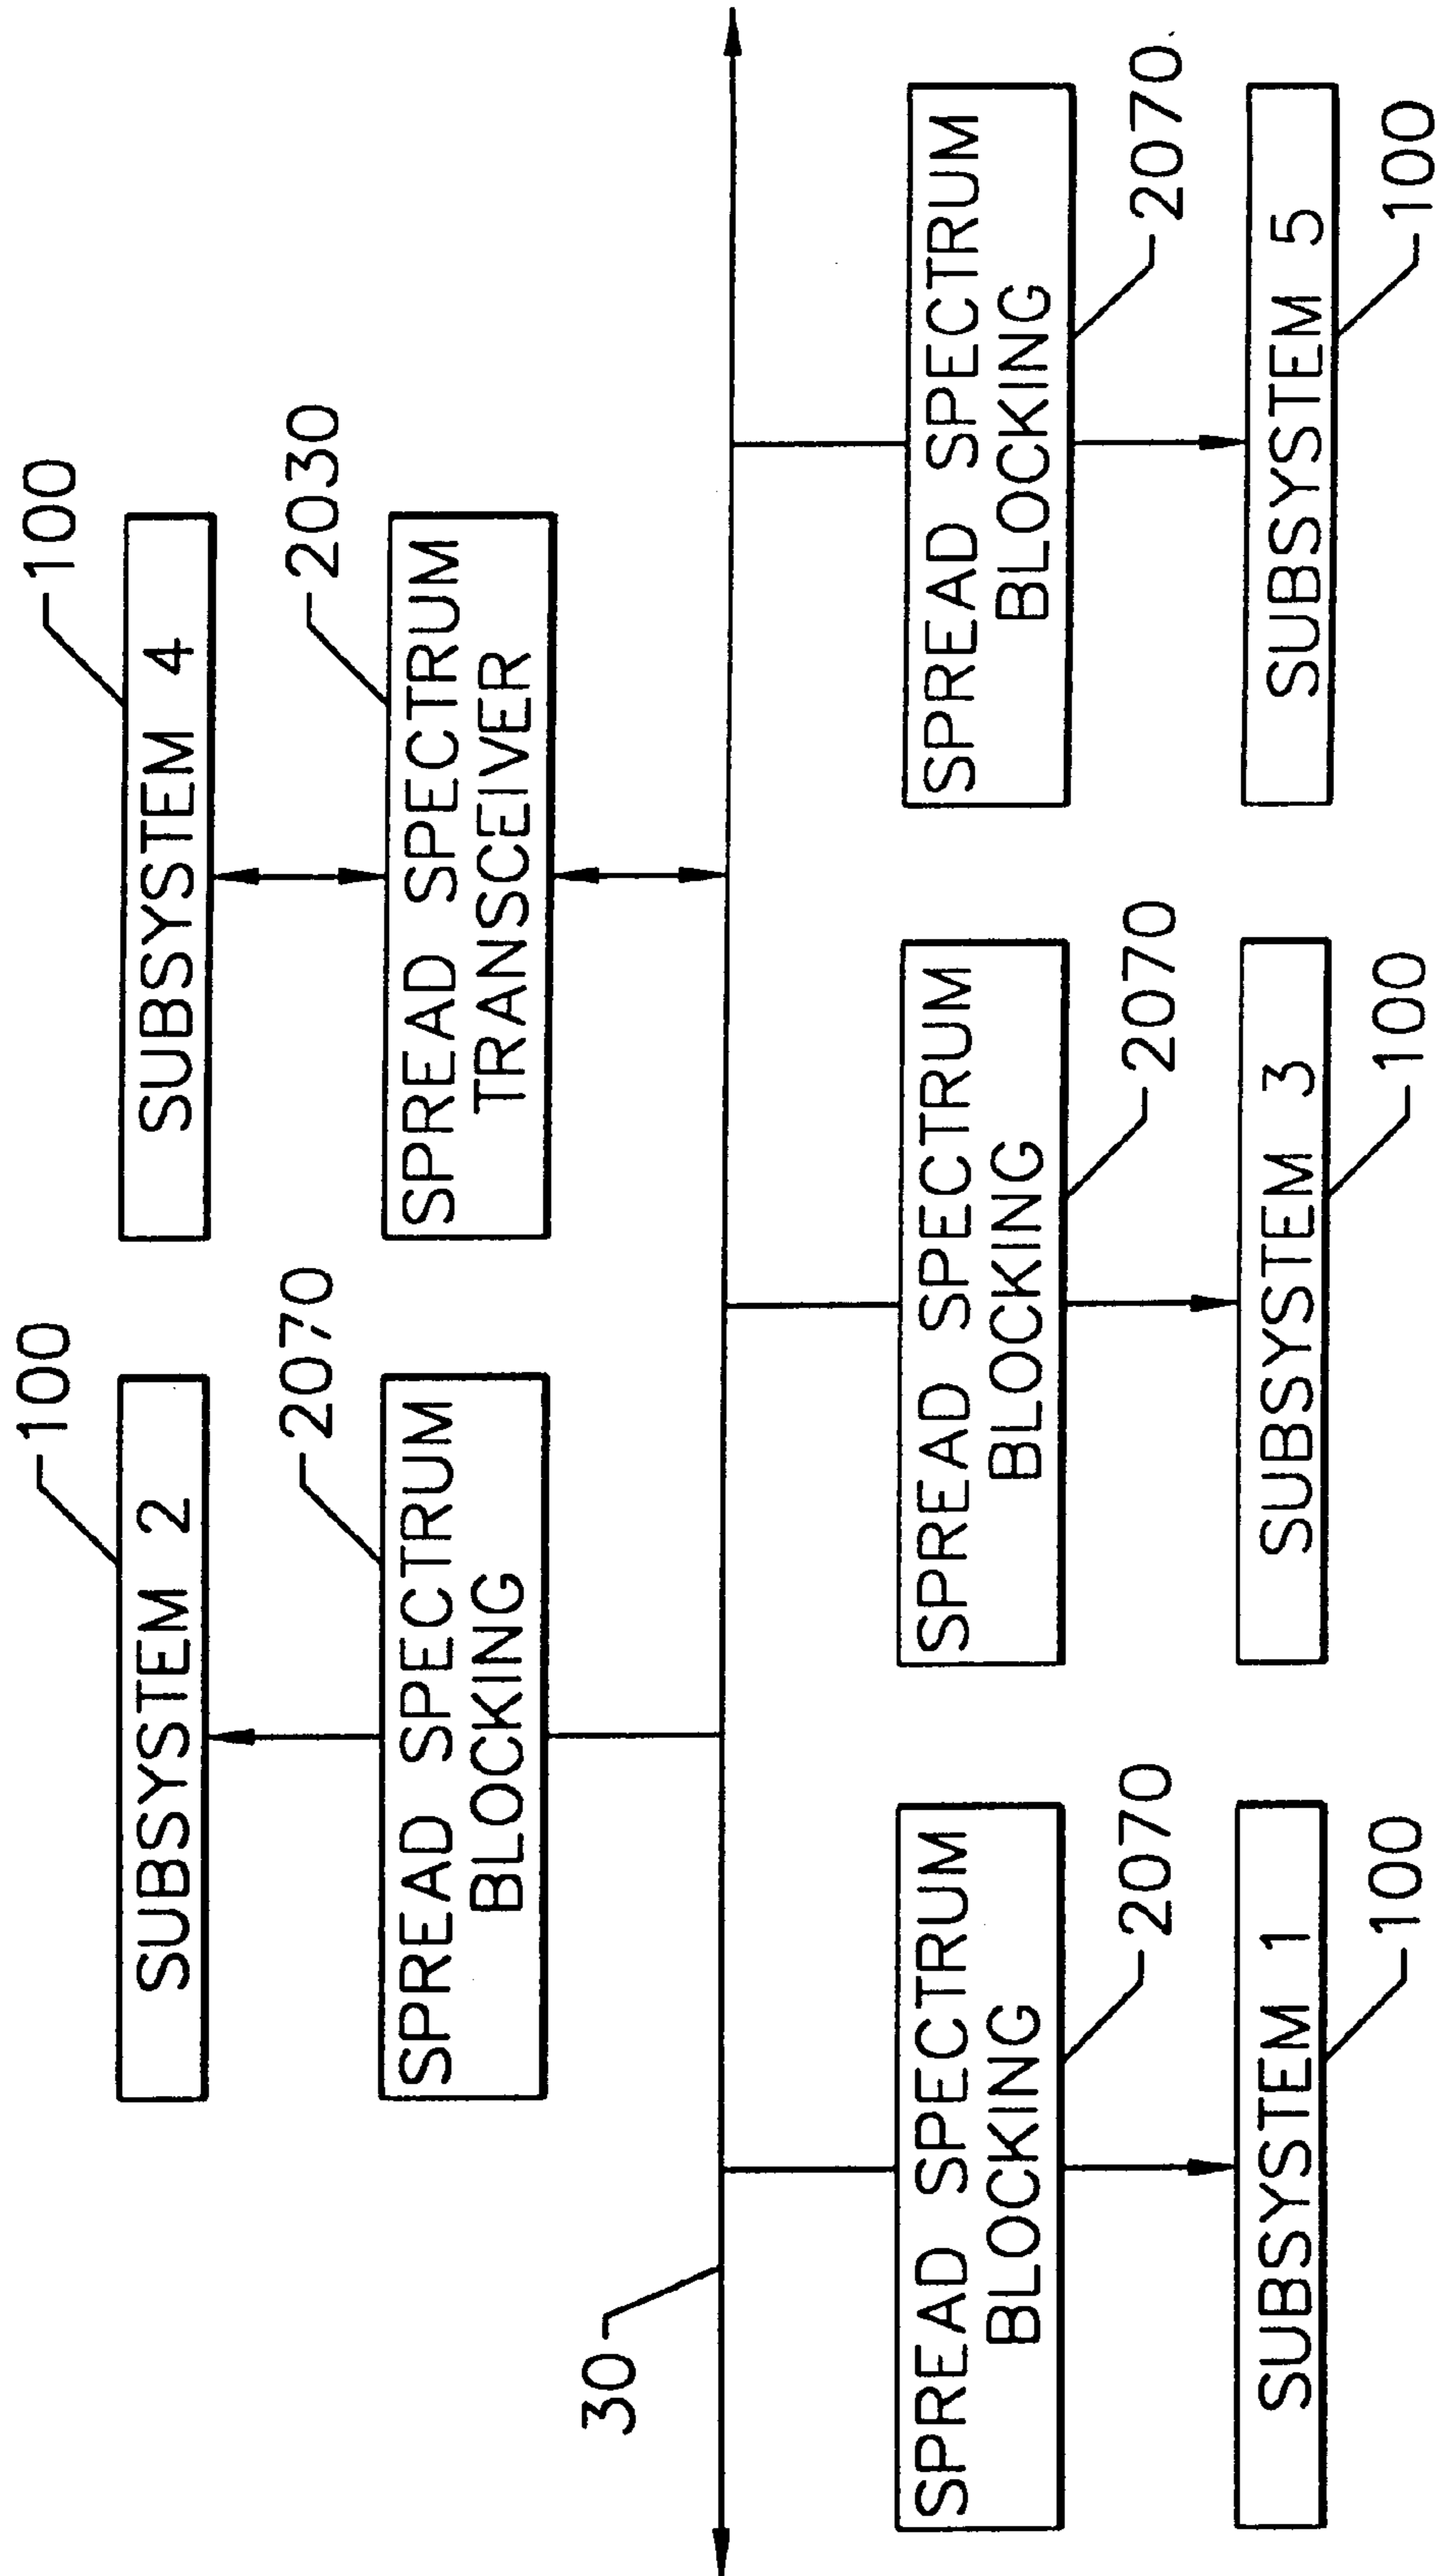 100
SUBSYSTEM 2
2070
SPREAD SPECTRUM
BLOCKING
100
SUBSYSTEM 4
2030
SPREAD SPECTRUM
TRANSCEIVER
30
SPREAD SPECTRUM
BLOCKING
2070
SUBSYSTEM 1
100
SPREAD SPECTRUM
BLOCKING
2070
SUBSYSTEM 3
100
SPREAD SPECTRUM
BLOCKING
2070
SUBSYSTEM 5
100